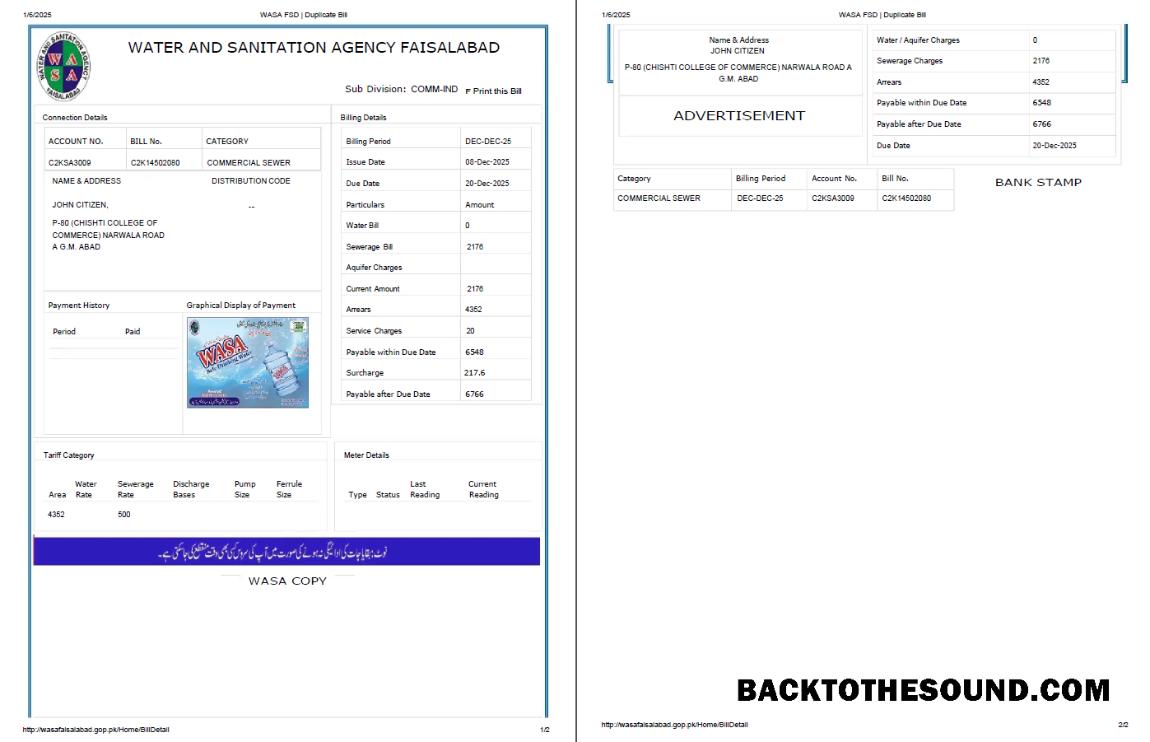 1/6/2025
WASA FSD | Duplicate Bill
WATER AND SANITATION AGENCY FAISALABAD
WATER AND SANITATION AGENCY
WASA
FAISALABAD
Sub Division: COMM-IND
F Print this Bill
Connection Details
ACCOUNT NO. BILL No. CATEGORY
C2KSA3009 C2K14502080 COMMERCIAL SEWER
NAME & ADDRESS DISTRIBUTION CODE
JOHN CITIZEN, --
P-80 (CHISHTI COLLEGE OF
COMMERCE) NARWALA ROAD
A G.M. ABAD
Payment History Graphical Display of Payment
Period Paid
WASA
Safe Drinking Water
Billing Details
Billing Period DEC-DEC-25
Issue Date 08-Dec-2025
Due Date 20-Dec-2025
Particulars Amount
Water Bill 0
Sewerage Bill 2176
Aquifer Charges
Current Amount 2176
Arrears 4352
Service Charges 20
Payable within Due Date 6548
Surcharge 217.6
Payable after Due Date 6766
Tariff Category
Area Water Rate Sewerage Rate Discharge Bases Pump Size Ferrule Size
4352 500
Meter Details
Type Status Last Reading Current Reading
نوٹ: بقایا جات کی ادائیگی نہ ہونے کی صورت میں آپ کی سروس کسی بھی وقت منقطع کی جاسکتی ہے۔
WASA COPY
http://wasafaisalabad.gop.pk/Home/BillDetail
1/2
1/6/2025
WASA FSD | Duplicate Bill
Name & Address
JOHN CITIZEN
P-80 (CHISHTI COLLEGE OF COMMERCE) NARWALA ROAD A
G.M. ABAD
ADVERTISEMENT
Water / Aquifer Charges 0
Sewerage Charges 2176
Arrears 4352
Payable within Due Date 6548
Payable after Due Date 6766
Due Date 20-Dec-2025
Category Billing Period Account No. Bill No.
COMMERCIAL SEWER DEC-DEC-25 C2KSA3009 C2K14502080
BANK STAMP
BACKTOTHESOUND.COM
http://wasafaisalabad.gop.pk/Home/BillDetail
2/2